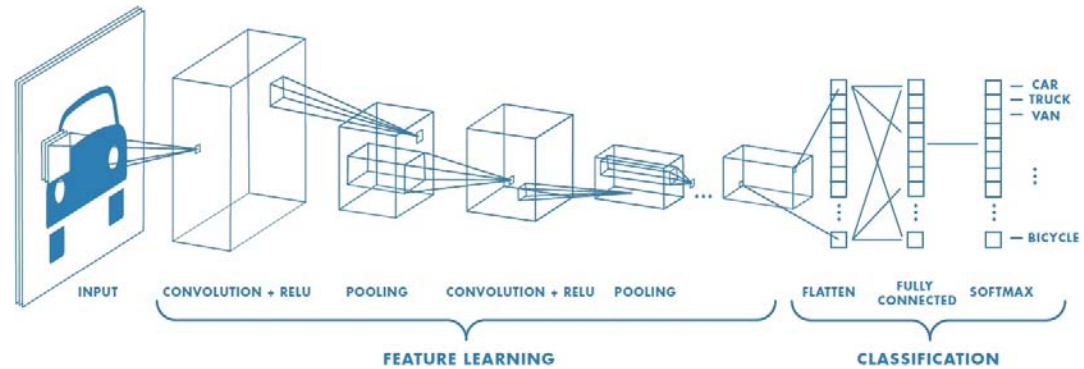 CAR
TRUCK
VAN
BICYCLE
INPUT
CONVOLUTION + RELU
POOLING
CONVOLUTION + RELU
POOLING
FLATTEN
FULLY
CONNECTED
SOFTMAX
FEATURE LEARNING
CLASSIFICATION